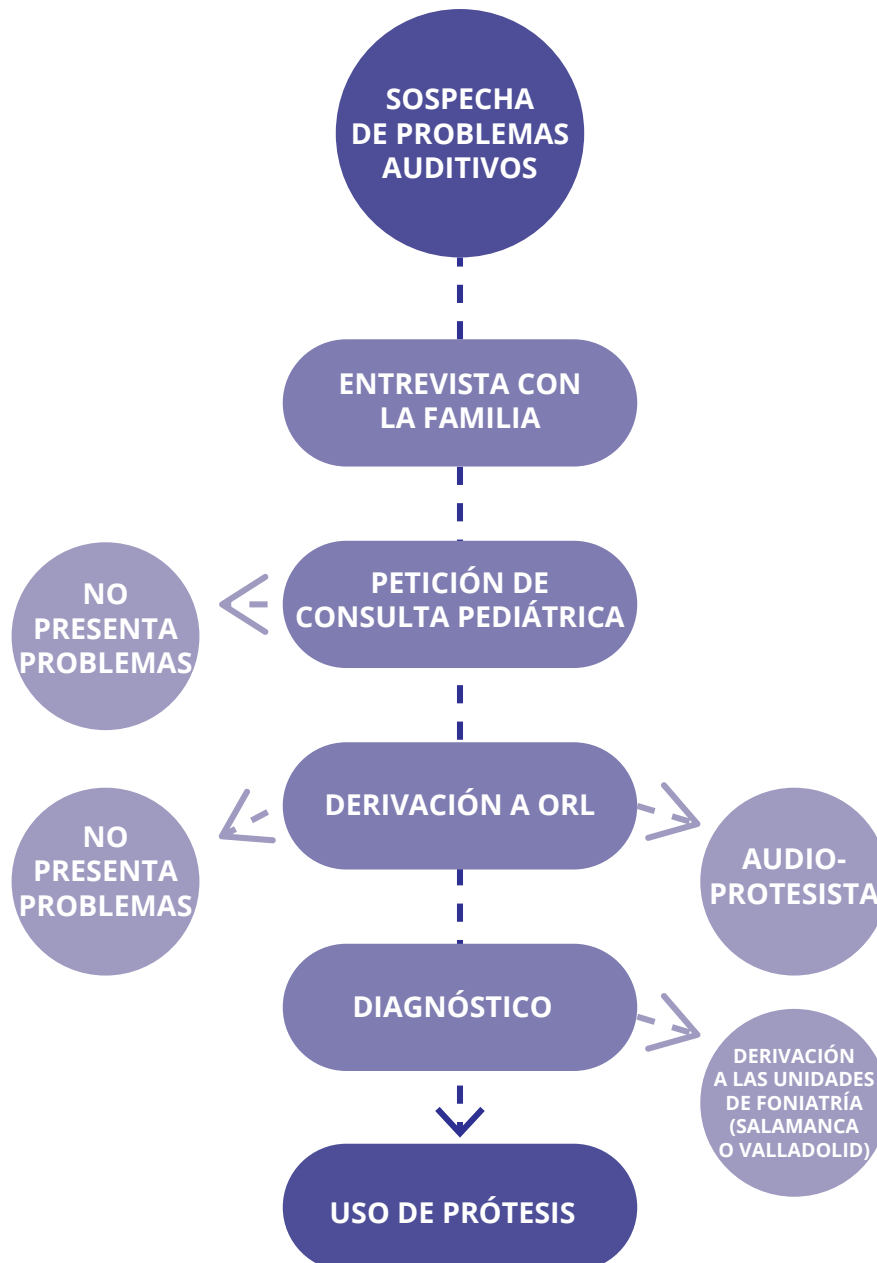 SOSPECHA
DE PROBLEMAS
AUDITIVOS
ENTREVISTA CON
LA FAMILIA
PETICIÓN DE
CONSULTA PEDIÁTRICA
NO
PRESENTA
PROBLEMAS
DERIVACIÓN A ORL
NO
PRESENTA
PROBLEMAS
AUDIO-
PROTESISTA
DIAGNÓSTICO
DERIVACIÓN
A LAS UNIDADES
DE FONIATRÍA
(SALAMANCA
O VALLADOLID)
USO DE PRÓTESIS